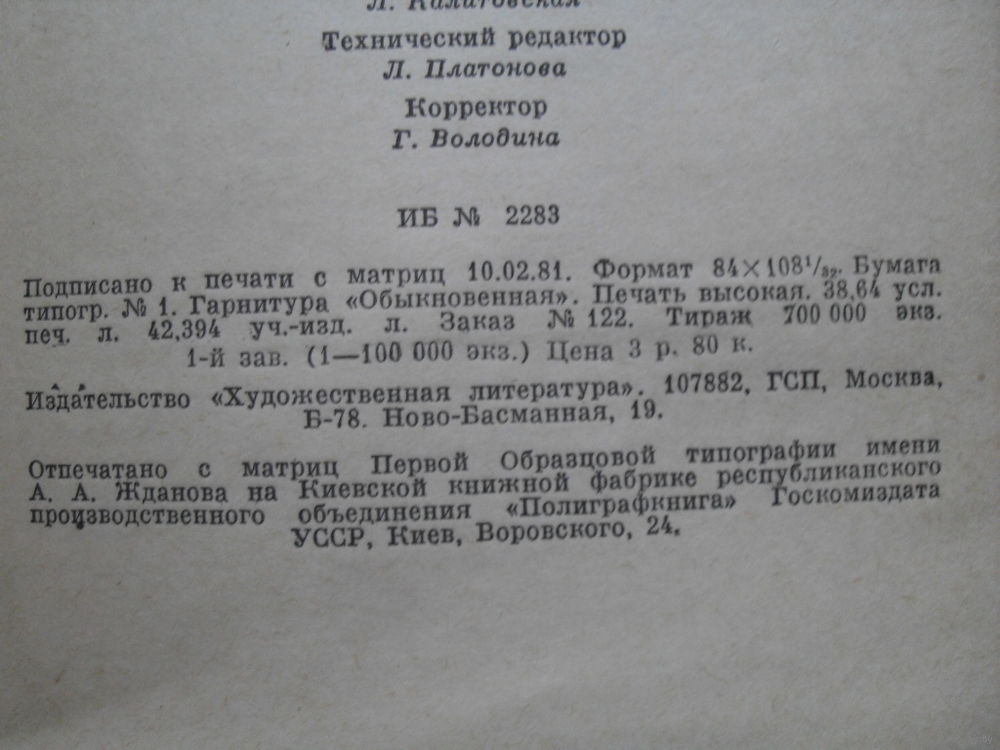 Л. Калитовская
Технический редактор
Л. Платонова
Корректор
Г. Володина
ИБ № 2283
Подписано к печати с матриц 10.02.81. Формат 84×108¹/₃₂. Бумага
типогр. № 1. Гарнитура «Обыкновенная». Печать высокая. 38,64 усл.
печ. л. 42,394 уч.-изд. л. Заказ № 122. Тираж 700 000 экз.
1-й зав. (1—100 000 экз.) Цена 3 р. 80 к.
Издательство «Художественная литература». 107882, ГСП, Москва,
Б-78. Ново-Басманная, 19.
Отпечатано с матриц Первой Образцовой типографии имени
А. А. Жданова на Киевской книжной фабрике республиканского
производственного объединения «Полиграфкнига» Госкомиздата
УССР, Киев, Воровского, 24.